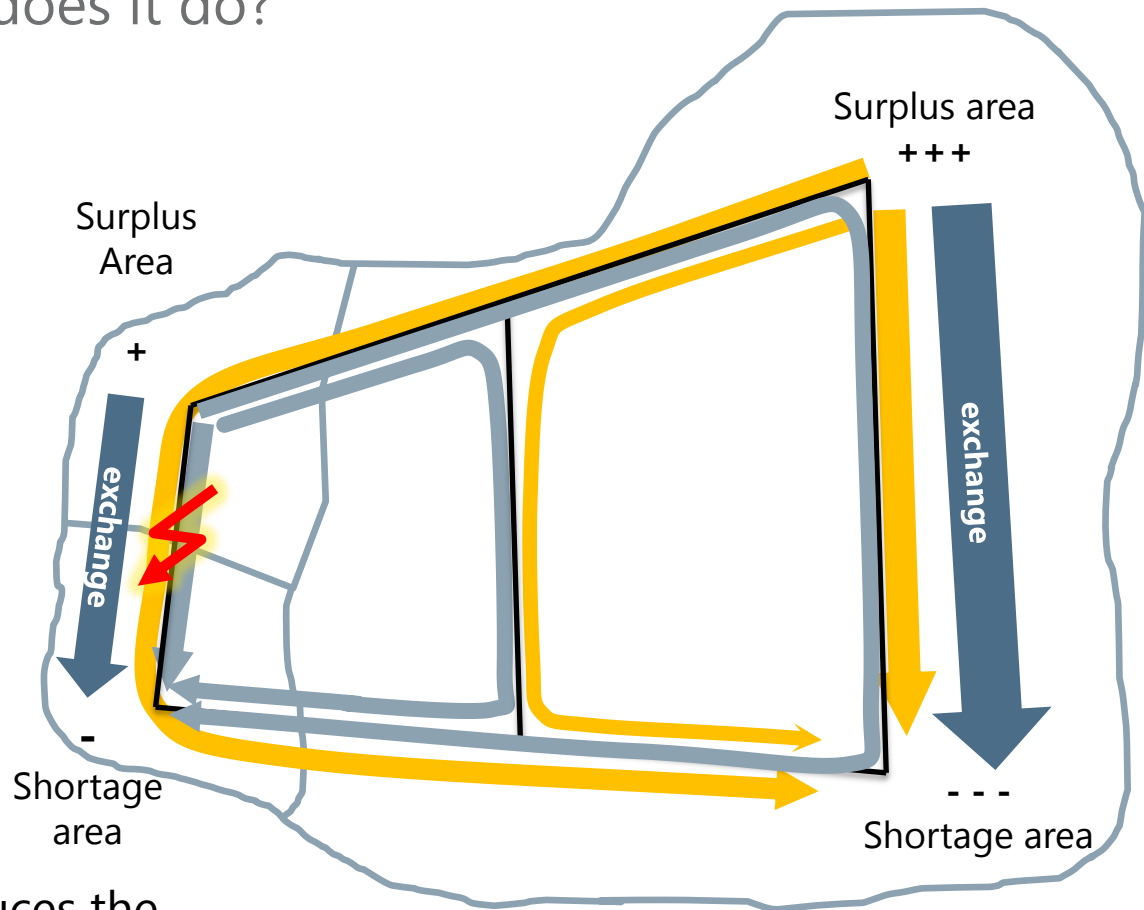 does it do?
Surplus area
+++
Surplus
Area
+
exchange
exchange
-
Shortage
area
- - -
Shortage area